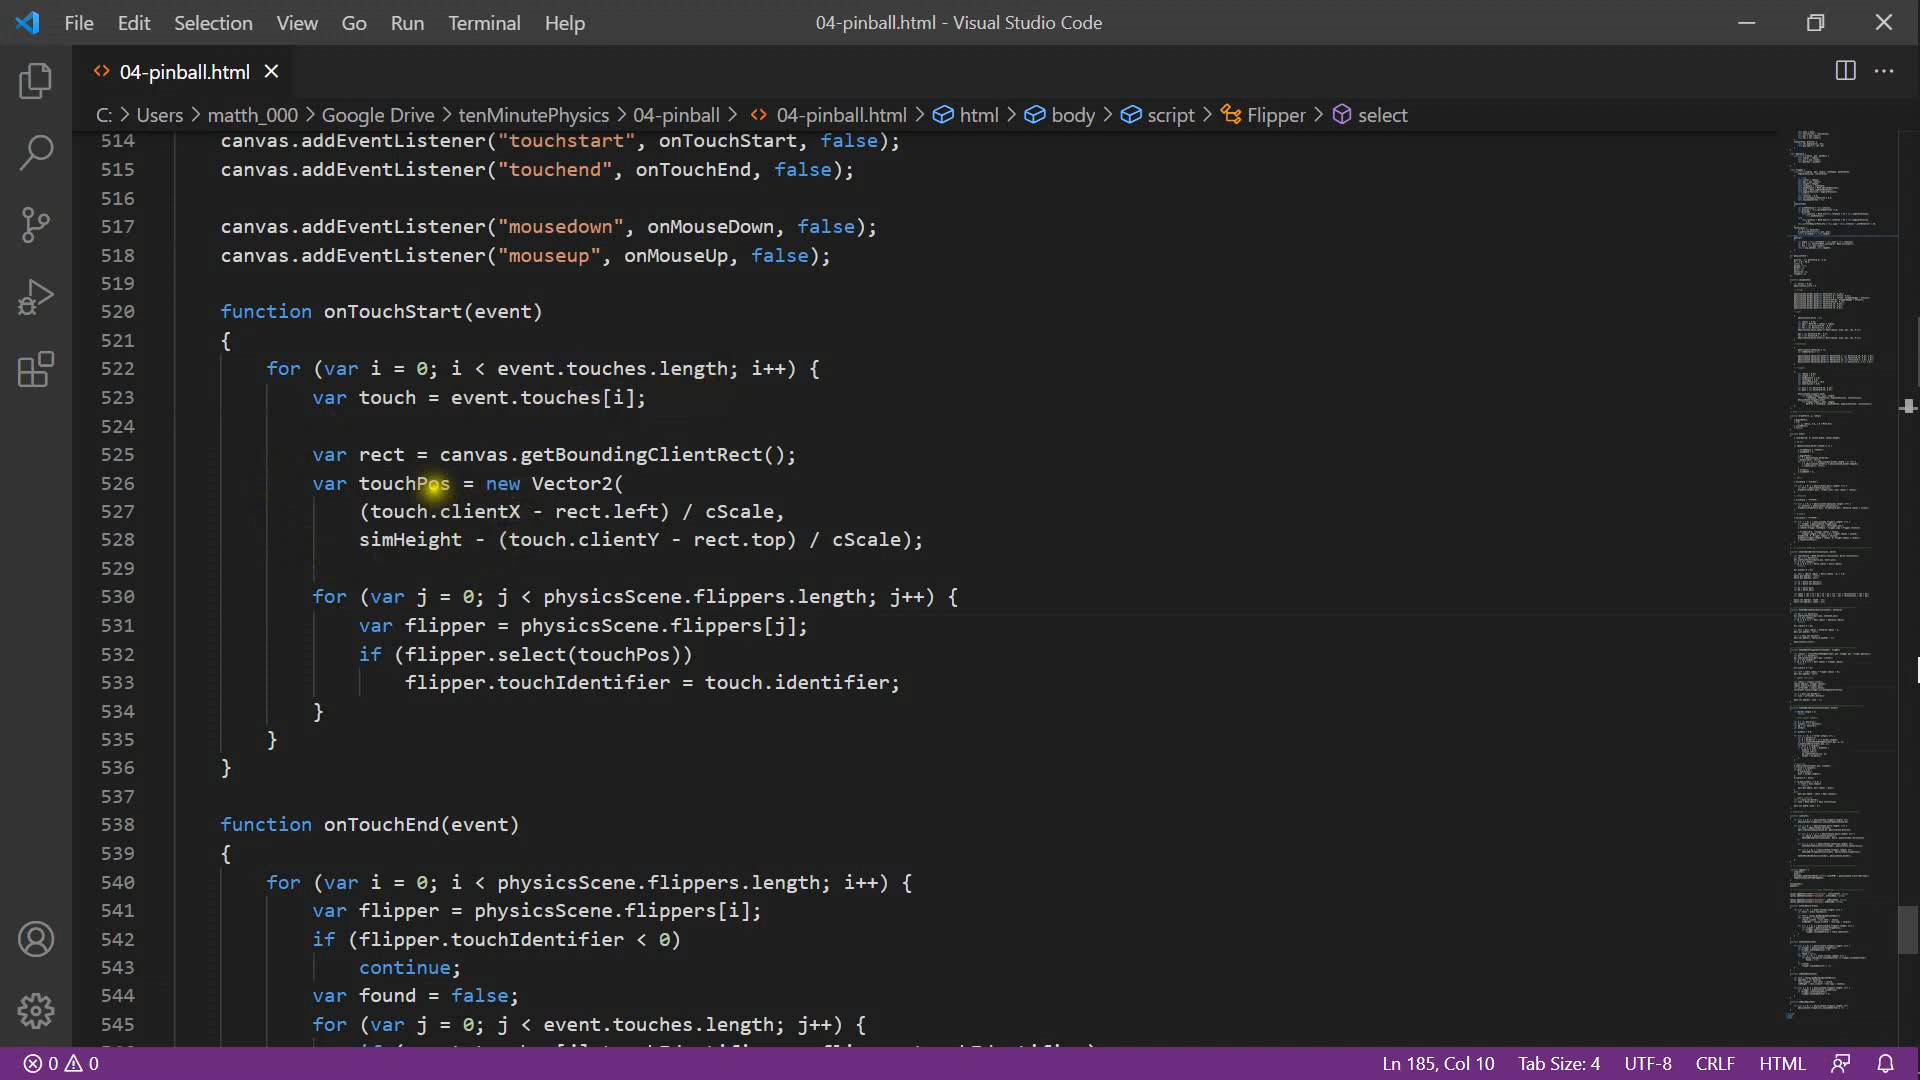 File Edit Selection View Go Run Terminal Help 04-pinball.html - Visual Studio Code
04-pinball.html
C: > Users > matth_000 > Google Drive > tenMinutePhysics > 04-pinball > 04-pinball.html > html > body > script > Flipper > select
514 canvas.addEventListener("touchstart", onTouchStart, false);
515 canvas.addEventListener("touchend", onTouchEnd, false);
516
517 canvas.addEventListener("mousedown", onMouseDown, false);
518 canvas.addEventListener("mouseup", onMouseUp, false);
519
520 function onTouchStart(event)
521 {
522 for (var i = 0; i < event.touches.length; i++) {
523 var touch = event.touches[i];
524
525 var rect = canvas.getBoundingClientRect();
526 var touchPos = new Vector2(
527 (touch.clientX - rect.left) / cScale,
528 simHeight - (touch.clientY - rect.top) / cScale);
529
530 for (var j = 0; j < physicsScene.flippers.length; j++) {
531 var flipper = physicsScene.flippers[j];
532 if (flipper.select(touchPos))
533 flipper.touchIdentifier = touch.identifier;
534 }
535 }
536 }
537
538 function onTouchEnd(event)
539 {
540 for (var i = 0; i < physicsScene.flippers.length; i++) {
541 var flipper = physicsScene.flippers[i];
542 if (flipper.touchIdentifier < 0)
543 continue;
544 var found = false;
545 for (var j = 0; j < event.touches.length; j++) {
0 0 Ln 185, Col 10 Tab Size: 4 UTF-8 CRLF HTML